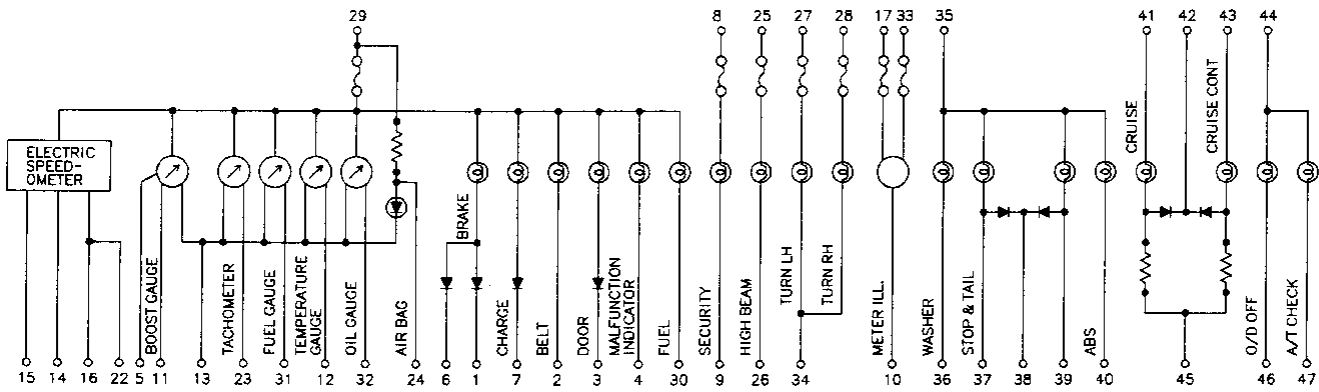 29
8
25
27
28
17
33
35
41
42
43
44
ELECTRIC
SPEED-
OMETER
BOOST GAUGE
TACHOMETER
FUEL GAUGE
TEMPERATURE
GAUGE
OIL GAUGE
AIR BAG
BRAKE
CHARGE
BELT
DOOR
MALFUNCTION
INDICATOR
FUEL
SECURITY
HIGH BEAM
TURN LH
TURN RH
METER ILL.
WASHER
STOP & TAIL
ABS
CRUISE
CRUISE CONT
O/D OFF
A/T CHECK
15
14
16
22
5
11
13
23
31
12
32
24
6
1
7
2
3
4
30
9
26
34
10
36
37
38
39
40
45
46
47